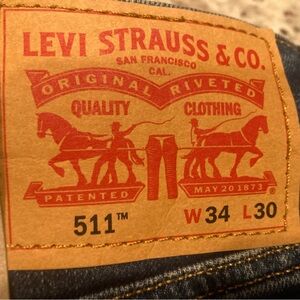 LEVI STRAUSS & CO.
SAN FRANCISCO
CAL.
ORIGINAL RIVETED
QUALITY CLOTHING
PATENTED MAY 20 1873
511™ W34 L30